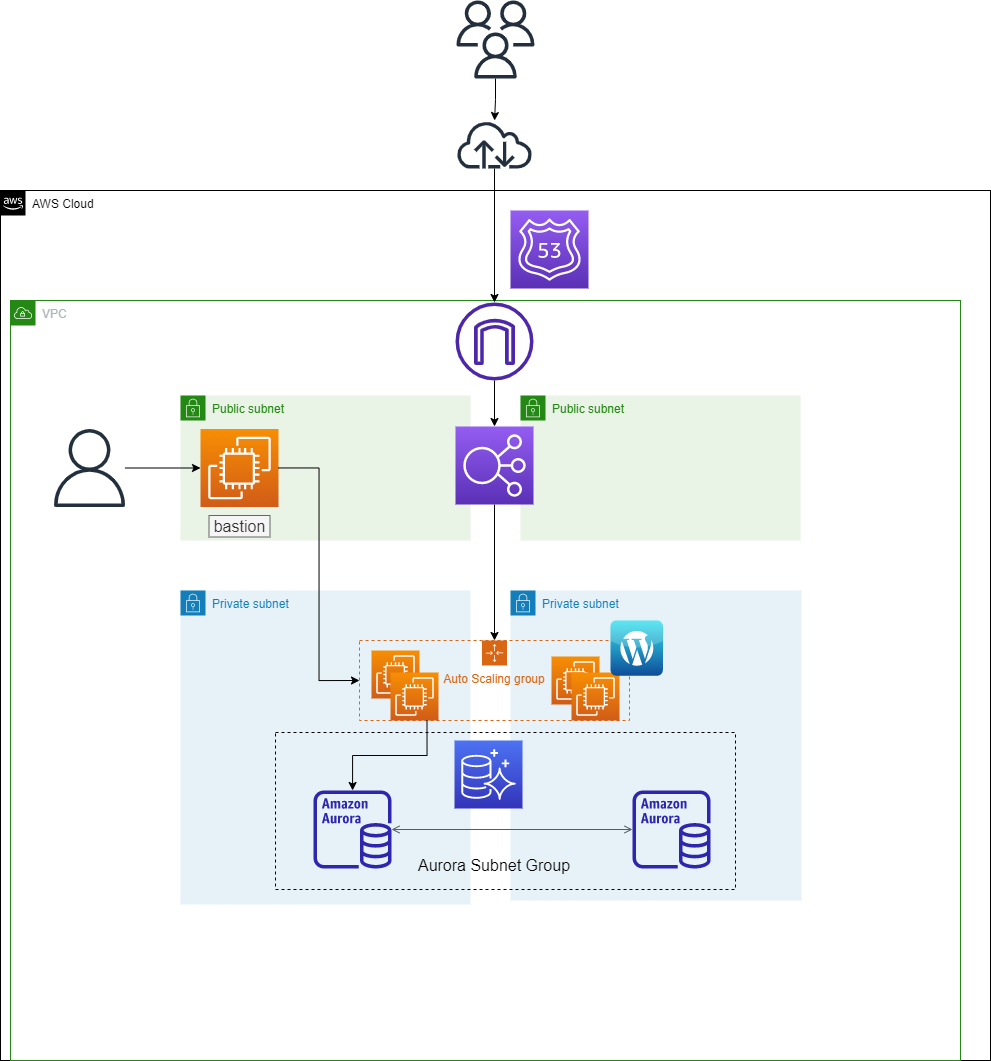 aws
AWS Cloud
53
VPC
Public subnet
Public subnet
bastion
Private subnet
Private subnet
Auto Scaling group
Amazon
Aurora
Amazon
Aurora
Aurora Subnet Group